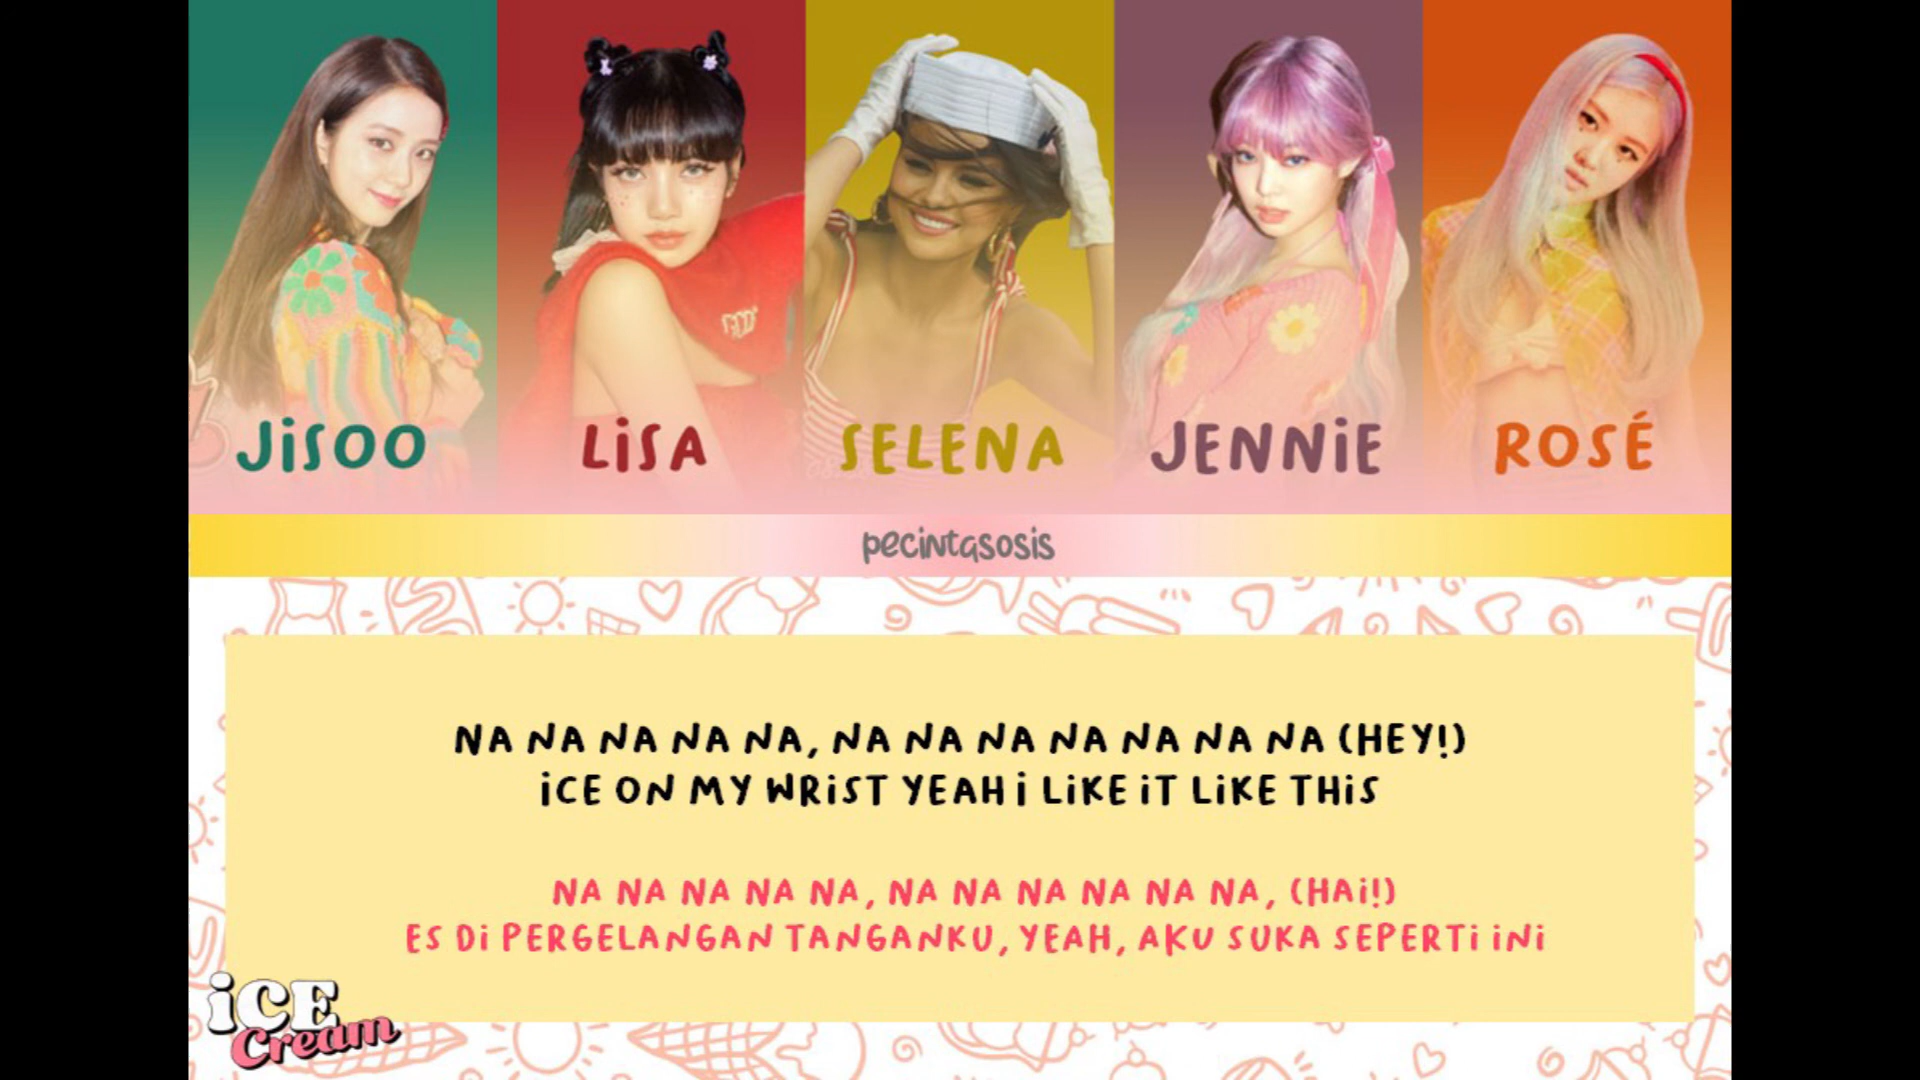 JiSOO
LiSA
SELENA
JENNiE
ROSÉ
pecintasosis
NA NA NA NA NA, NA NA NA NA NA NA NA (HEY!)
iCE ON MY WRiST YEAH i LiKE iT LiKE THiS
NA NA NA NA NA, NA NA NA NA NA NA, (HAi!)
ES Di PERGELANGAN TANGANKU, YEAH, AKU SUKA SEPERTi iNi
iCE
Cream